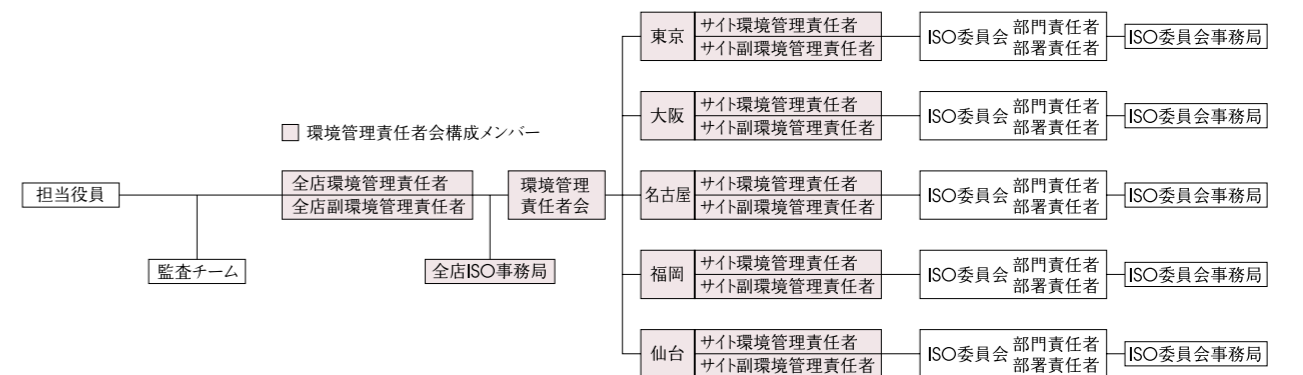 環境管理責任者会構成メンバー
担当役員
監査チーム
全店環境管理責任者
全店副環境管理責任者
全店ISO事務局
環境管理
責任者会
東京
サイト環境管理責任者
サイト副環境管理責任者
ISO委員会
部門責任者
部署責任者
ISO委員会事務局
大阪
サイト環境管理責任者
サイト副環境管理責任者
ISO委員会
部門責任者
部署責任者
ISO委員会事務局
名古屋
サイト環境管理責任者
サイト副環境管理責任者
ISO委員会
部門責任者
部署責任者
ISO委員会事務局
福岡
サイト環境管理責任者
サイト副環境管理責任者
ISO委員会
部門責任者
部署責任者
ISO委員会事務局
仙台
サイト環境管理責任者
サイト副環境管理責任者
ISO委員会
部門責任者
部署責任者
ISO委員会事務局